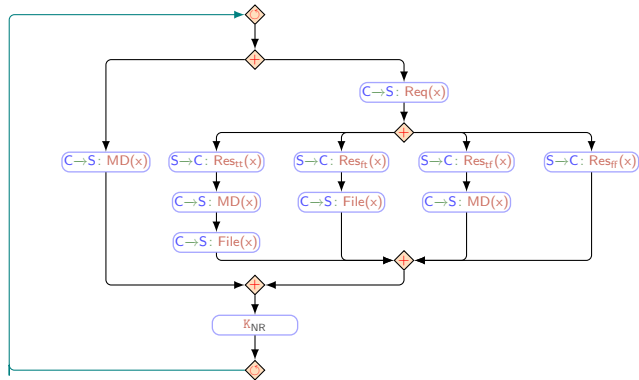 +
C→S: Req(x)
+
C→S: MD(x)
S→C: Res_tt(x)
S→C: Res_ft(x)
S→C: Res_tf(x)
S→C: Res_ff(x)
C→S: MD(x)
C→S: File(x)
C→S: MD(x)
C→S: File(x)
+
+
K_NR